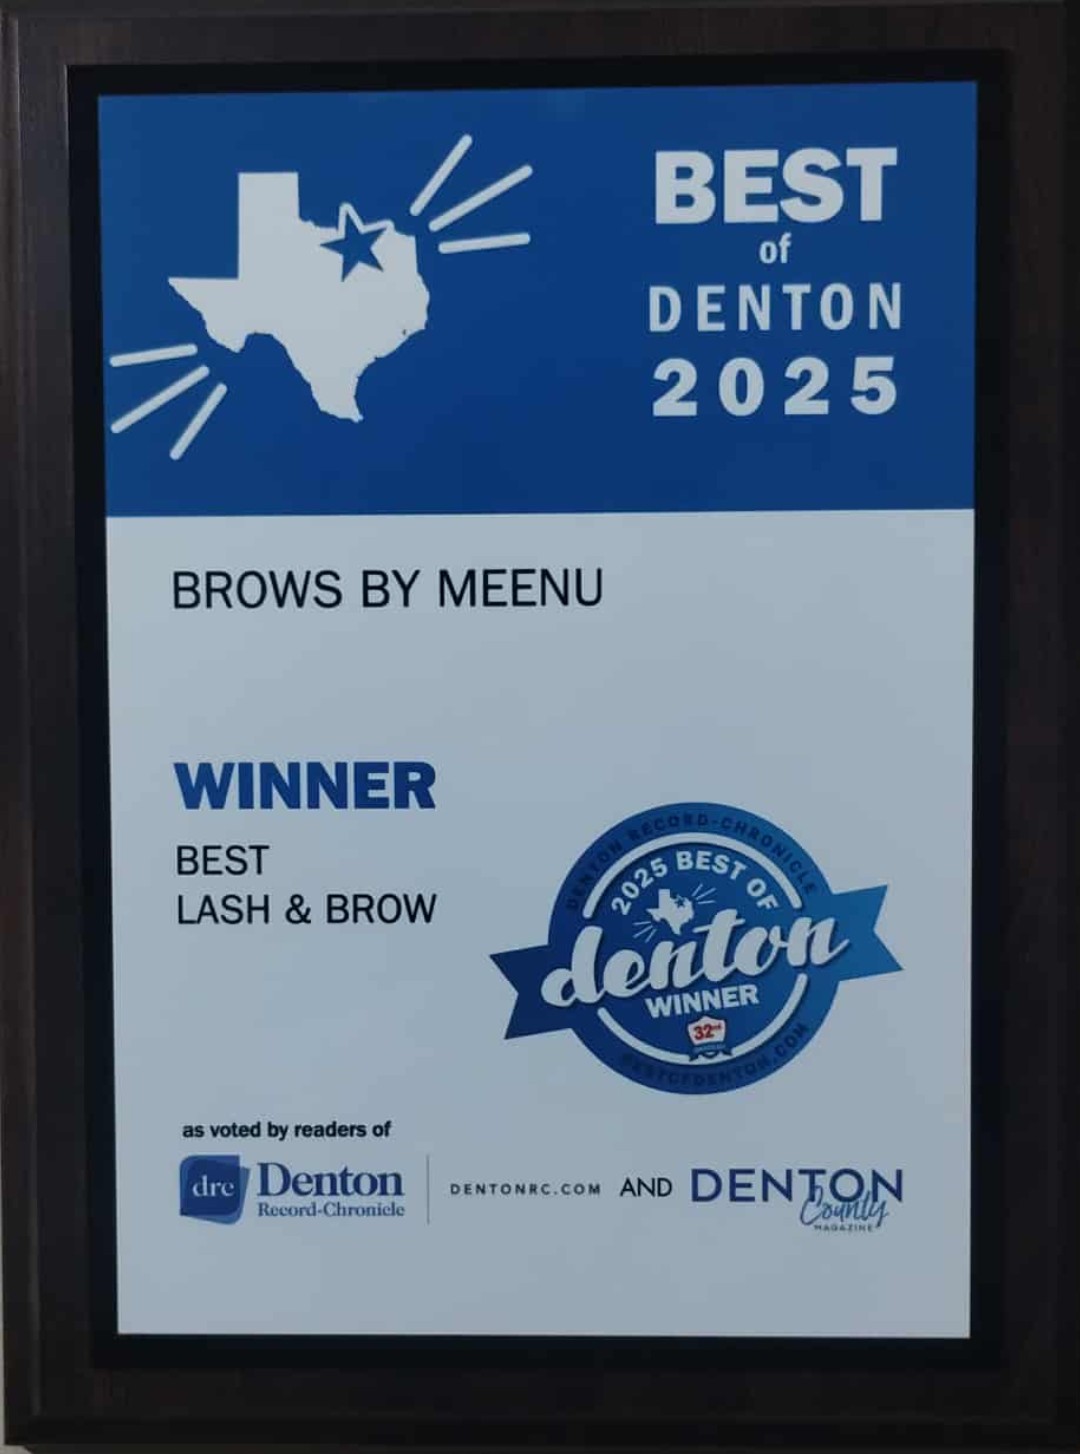 BEST
of
DENTON
2025
BROWS BY MEENU
WINNER
BEST
LASH & BROW
DENTON RECORD-CHRONICLE
2025 BEST OF
denton
WINNER
32nd
BESTOFDENTON.COM
as voted by readers of
drc Denton
Record-Chronicle
DENTONRC.COM AND DENTON
County
MAGAZINE